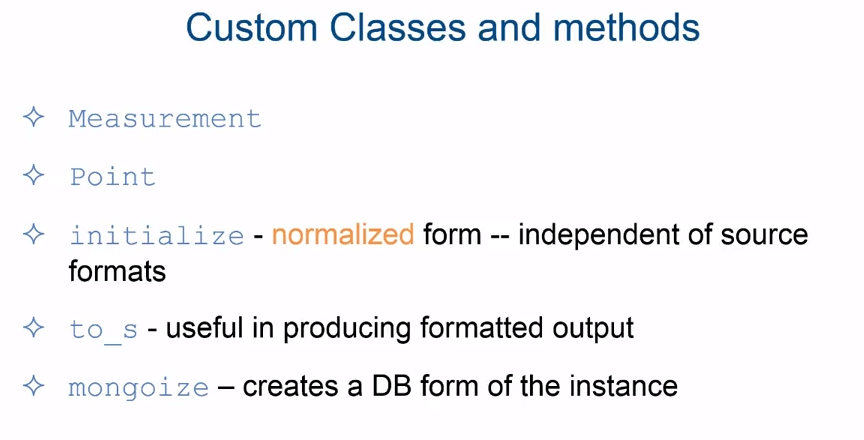 Custom Classes and methods
Measurement
Point
initialize - normalized form -- independent of source
formats
to_s - useful in producing formatted output
mongoize – creates a DB form of the instance